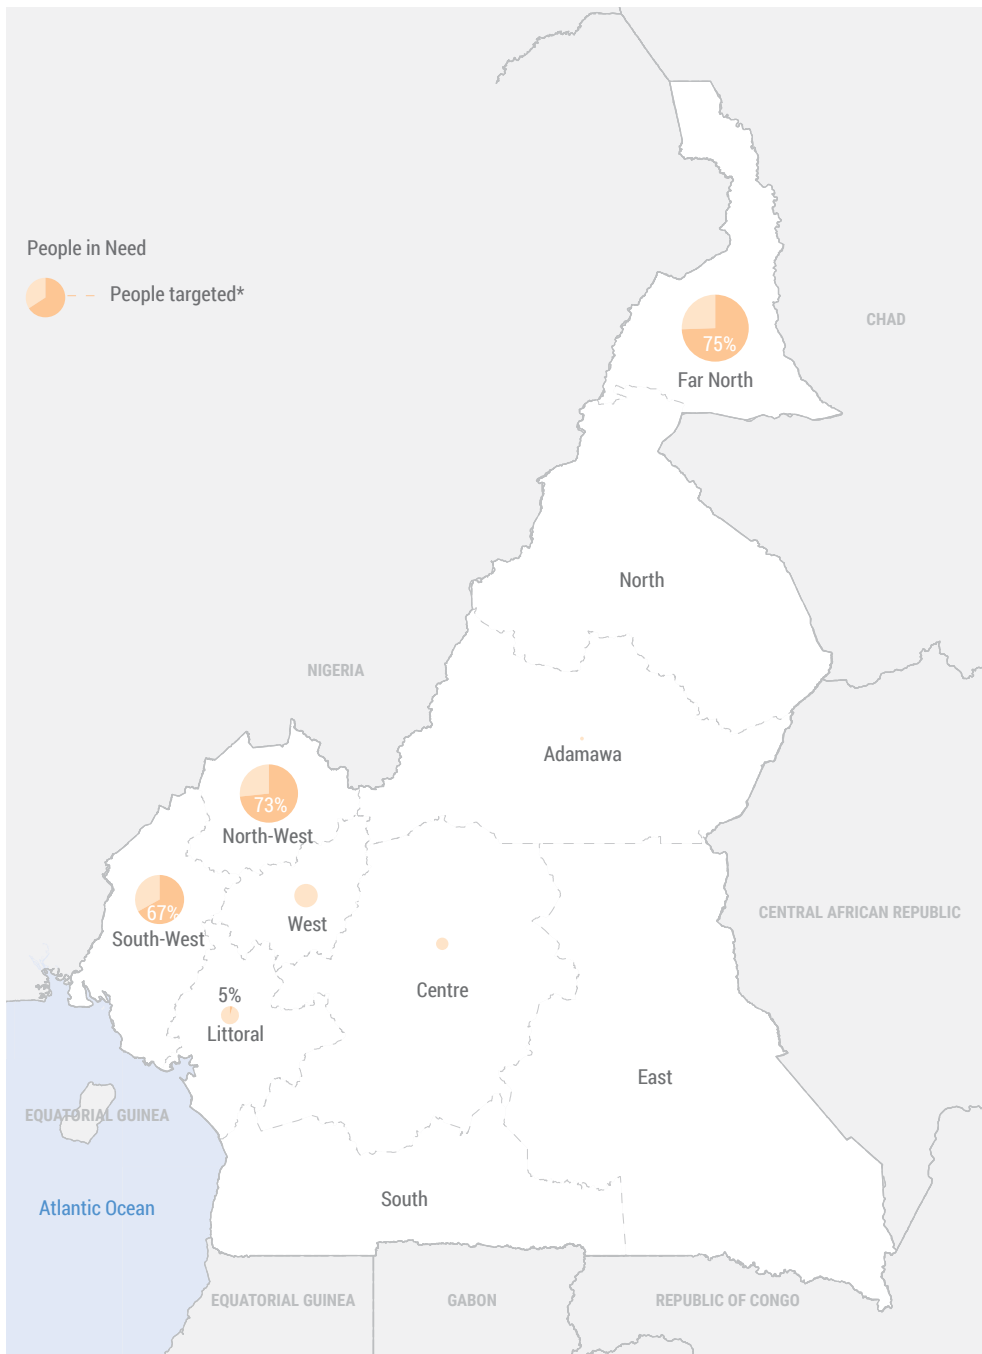 People in Need
People targeted*
CHAD
75%
Far North
North
NIGERIA
Adamawa
73%
North-West
67%
South-West
West
CENTRAL AFRICAN REPUBLIC
Centre
5%
Littoral
East
EQUATORIAL GUINEA
Atlantic Ocean
South
EQUATORIAL GUINEA
GABON
REPUBLIC OF CONGO